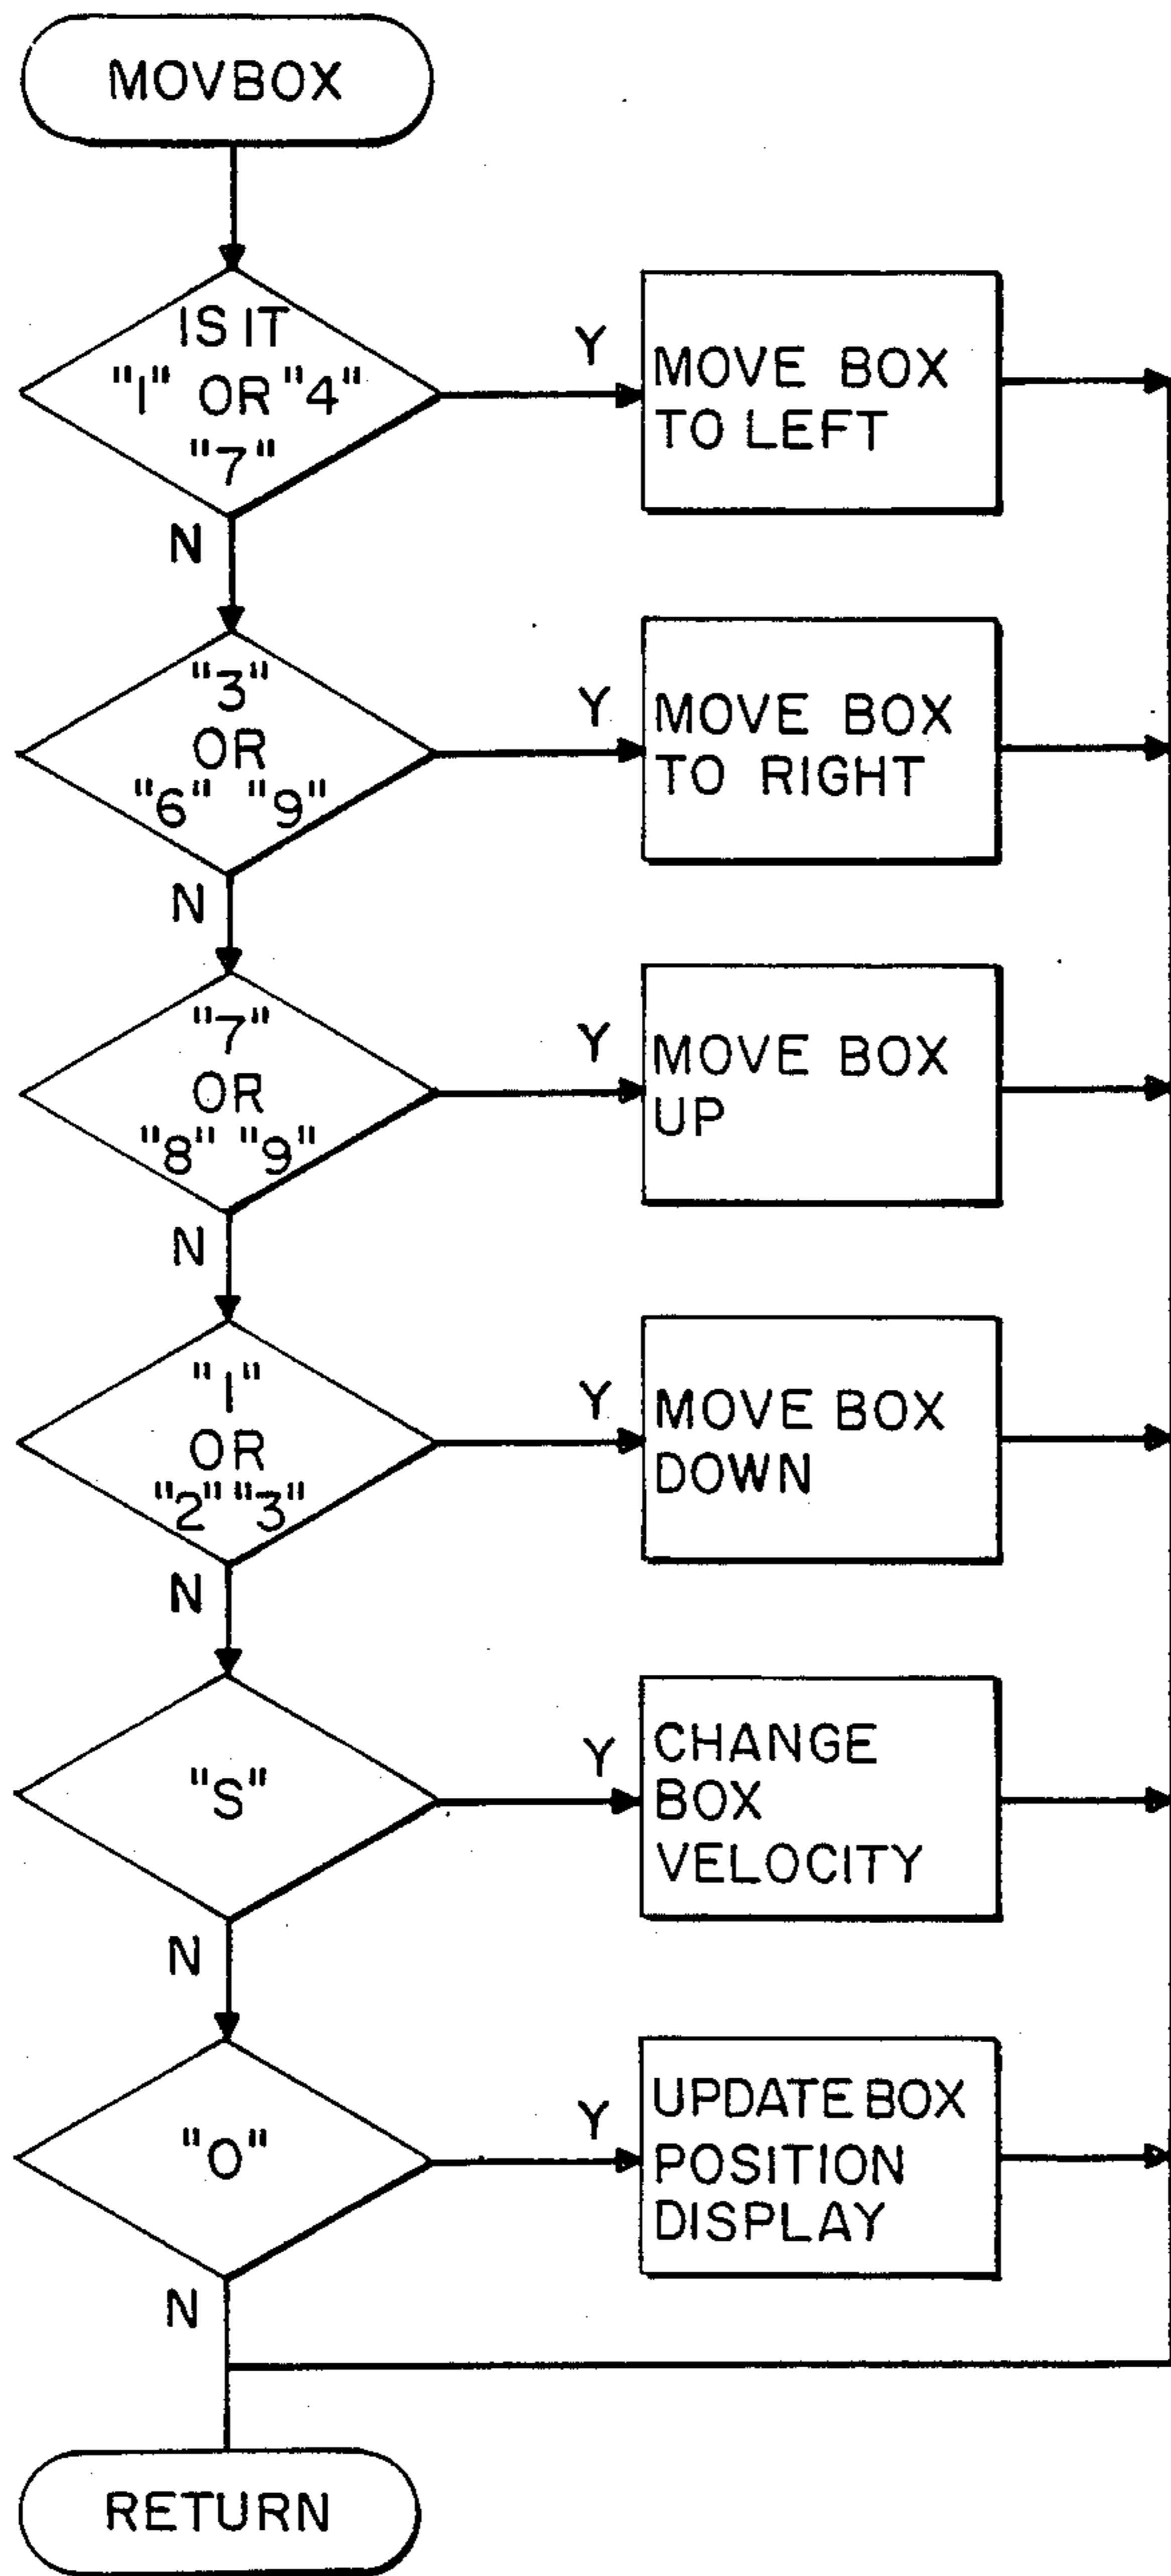 MOVBOX
IS IT
"1" OR "4"
"7"
Y
MOVE BOX
TO LEFT
N
"3"
OR
"6" "9"
Y
MOVE BOX
TO RIGHT
N
"7"
OR
"8" "9"
Y
MOVE BOX
UP
N
"1"
OR
"2" "3"
Y
MOVE BOX
DOWN
N
"S"
Y
CHANGE
BOX
VELOCITY
N
"0"
Y
UPDATE BOX
POSITION
DISPLAY
N
RETURN